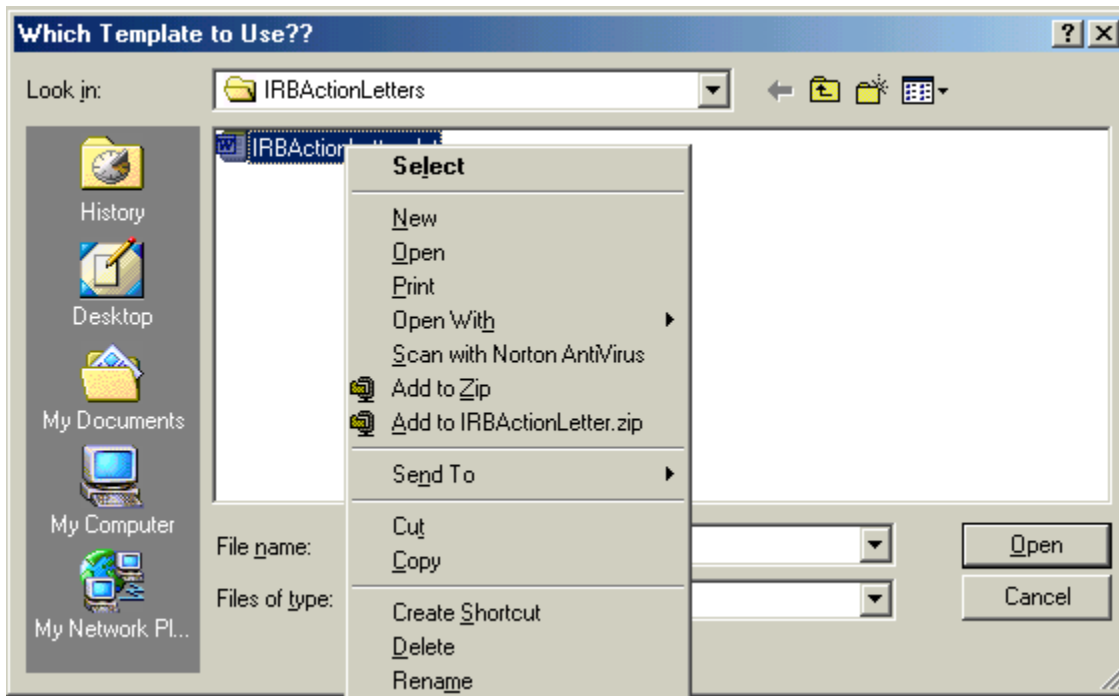 Which Template to Use??
Look in:
IRBActionLetters
History
Desktop
My Documents
My Computer
My Network Pl...
Select
New
Open
Print
Open With
Scan with Norton AntiVirus
Add to Zip
Add to IRBActionLetter.zip
Send To
Cut
Copy
Create Shortcut
Delete
Rename
File name:
Open
Files of type:
Cancel